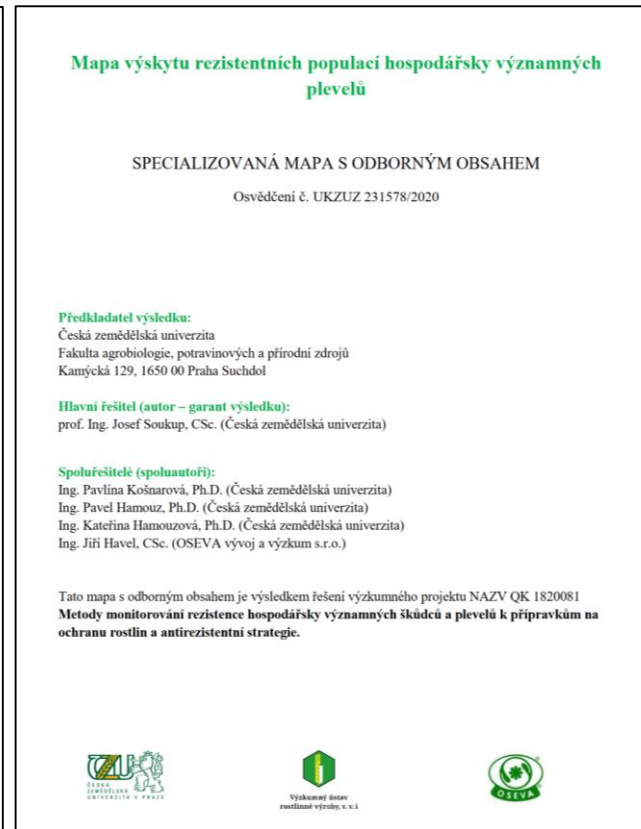 Mapa výskytu rezistentních populací hospodářsky významných
plevelů
SPECIALIZOVANÁ MAPA S ODBORNÝM OBSAHEM
Osvědčení č. UKZUZ 231578/2020
Předkladatel výsledku:
Česká zemědělská univerzita
Fakulta agrobiologie, potravinových a přírodní zdrojů
Kamýcká 129, 1650 00 Praha Suchdol
Hlavní řešitel (autor – garant výsledku):
prof. Ing. Josef Soukup, CSc. (Česká zemědělská univerzita)
Spoluřešitelé (spoluautoři):
Ing. Pavlína Košnarová, Ph.D. (Česká zemědělská univerzita)
Ing. Pavel Hamouz, Ph.D. (Česká zemědělská univerzita)
Ing. Kateřina Hamouzová, Ph.D. (Česká zemědělská univerzita)
Ing. Jiří Havel, CSc. (OSEVA vývoj a výzkum s.r.o.)
Tato mapa s odborným obsahem je výsledkem řešení výzkumného projektu NAZV QK 1820081
Metody monitorování rezistence hospodářsky významných škůdců a plevelů k přípravkům na
ochranu rostlin a antirezistentní strategie.
ČZU
ČESKÁ
ZEMĚDĚLSKÁ
UNIVERZITA V PRAZE
Výzkumný ústav
rostlinné výroby, v. v. i
OSEVA